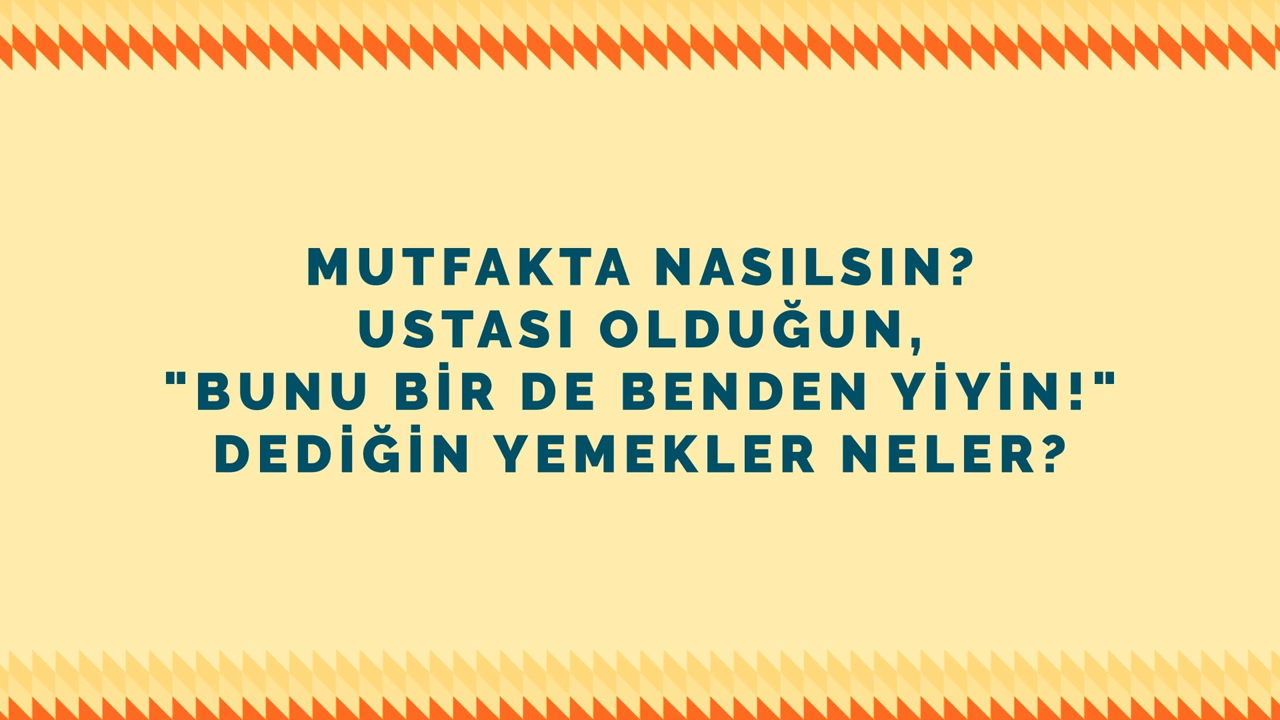 MUTFAKTA NASILSIN?
USTASI OLDUĞUN,
"BUNU BİR DE BENDEN YİYİN!"
DEDİĞİN YEMEKLER NELER?